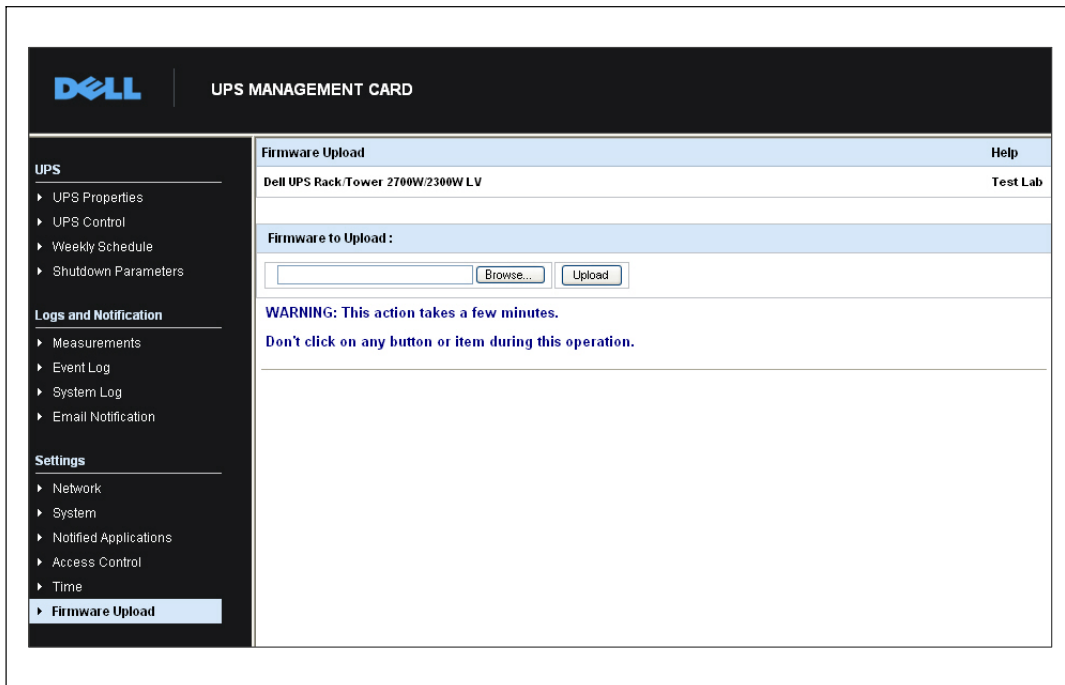 DELL
UPS MANAGEMENT CARD
UPS
UPS Properties
UPS Control
Weekly Schedule
Shutdown Parameters
Logs and Notification
Measurements
Event Log
System Log
Email Notification
Settings
Network
System
Notified Applications
Access Control
Time
Firmware Upload
Firmware Upload Help
Dell UPS Rack/Tower 2700W/2300W LV Test Lab
Firmware to Upload :
Browse... Upload
WARNING: This action takes a few minutes.
Don't click on any button or item during this operation.